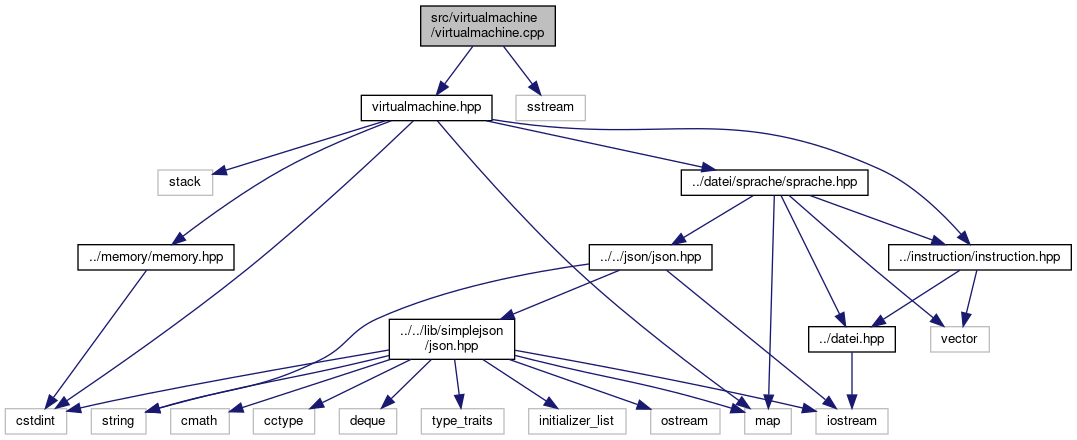 src/virtualmachine
/virtualmachine.cpp
virtualmachine.hpp
sstream
stack
../datei/sprache/sprache.hpp
../memory/memory.hpp
../../json/json.hpp
../instruction/instruction.hpp
../../lib/simplejson
/json.hpp
../datei.hpp
vector
cstdint
string
cmath
cctype
deque
type_traits
initializer_list
ostream
map
iostream